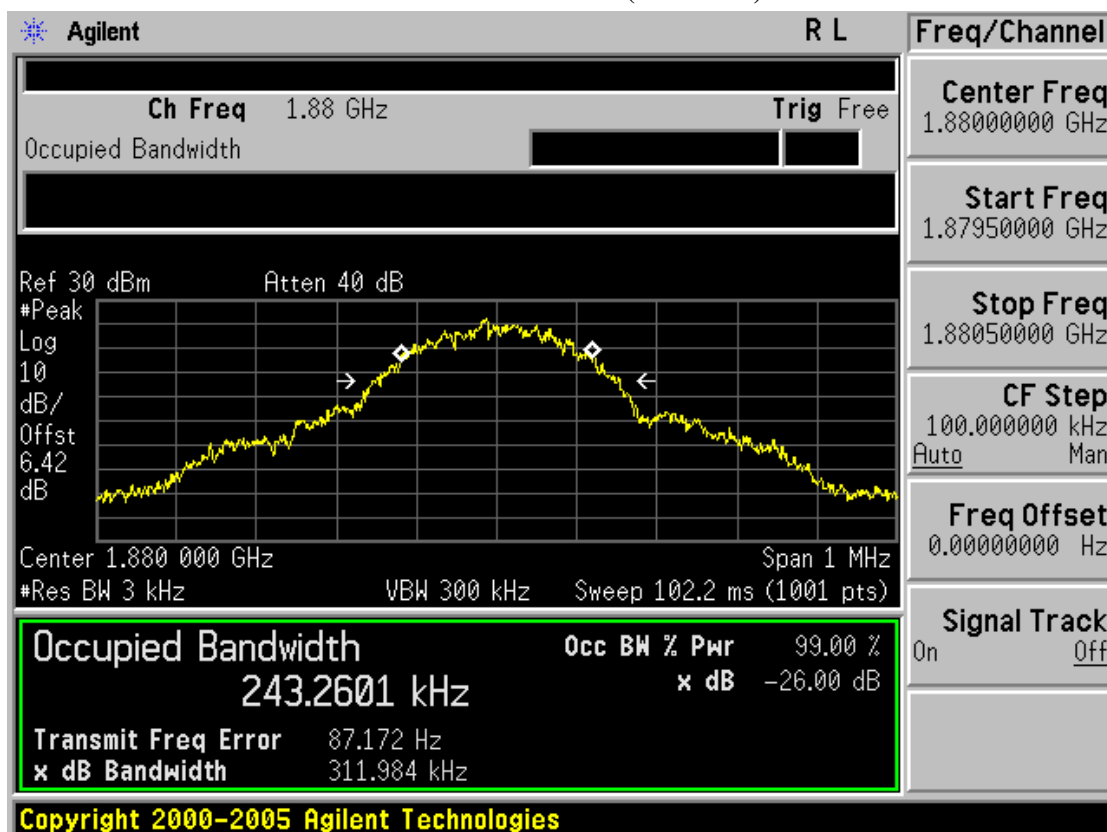 Agilent R L
Freq/Channel
Ch Freq 1.88 GHz Trig Free
Occupied Bandwidth
Center Freq
1.88000000 GHz
Start Freq
1.87950000 GHz
Stop Freq
1.88050000 GHz
CF Step
100.000000 kHz
Auto Man
Freq Offset
0.00000000 Hz
Signal Track
On Off
Ref 30 dBm Atten 40 dB
#Peak
Log
10
dB/
Offst
6.42
dB
Center 1.880 000 GHz Span 1 MHz
#Res BW 3 kHz VBW 300 kHz Sweep 102.2 ms (1001 pts)
Occupied Bandwidth
243.2601 kHz
Occ BW % Pwr 99.00 %
x dB -26.00 dB
Transmit Freq Error 87.172 Hz
x dB Bandwidth 311.984 kHz
Copyright 2000-2005 Agilent Technologies